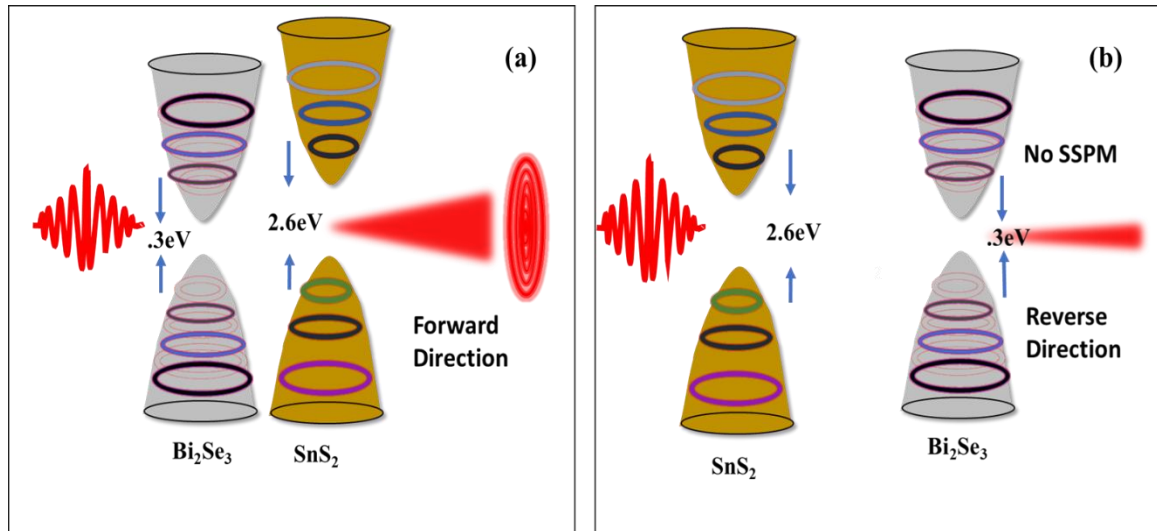 (a)
.3eV
2.6eV
Forward
Direction
Bi₂Se₃
SnS₂
(b)
No SSPM
2.6eV
.3eV
Reverse
Direction
SnS₂
Bi₂Se₃